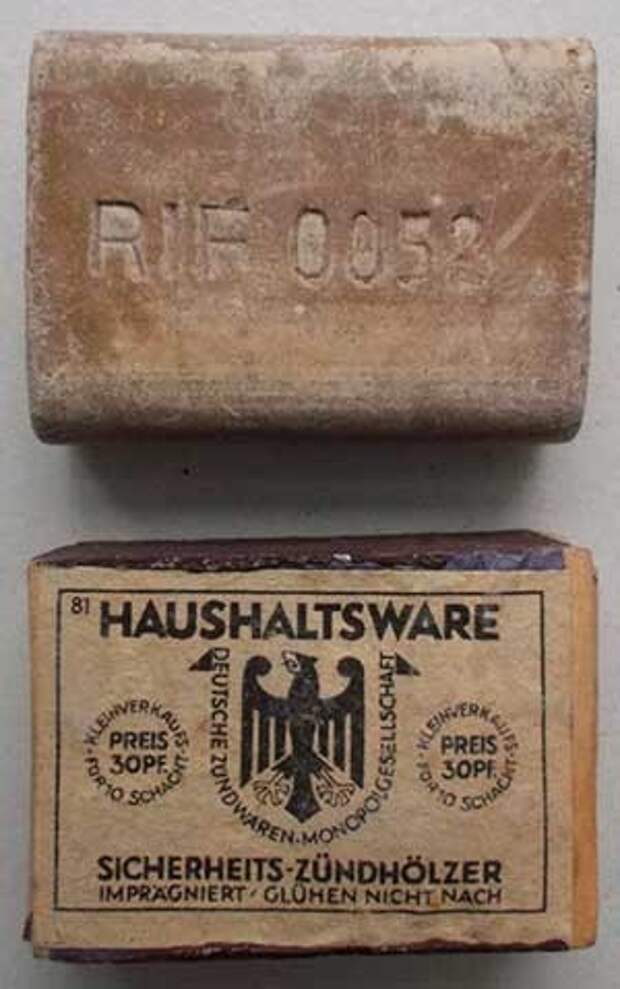 RIF 0052
81 HAUSHALTSWARE
DEUTSCHE ZÜNDWAREN-MONOPOLGESELLSCHAFT
KLEINVERKAUFS-
PREIS
30PF.
FÜR 10 SCHACHT.
KLEINVERKAUFS-
PREIS
30PF.
FÜR 10 SCHACHT.
SICHERHEITS-ZÜNDHÖLZER
IMPRÄGNIERT · GLÜHEN NICHT NACH